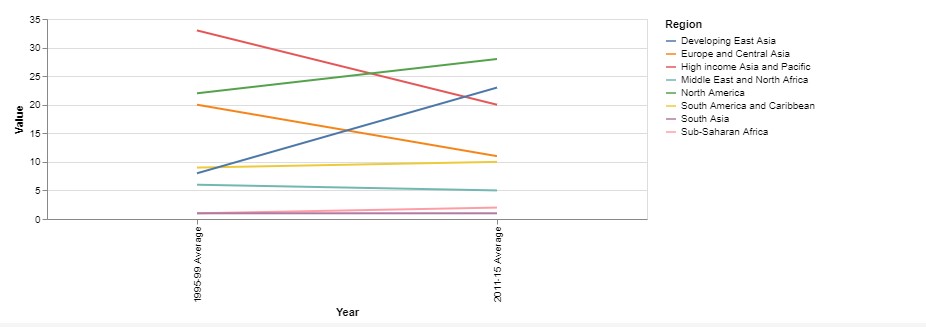 35
30
25
20
15
10
5
0
Value
1995-99 Average
2011-15 Average
Year
Region
Developing East Asia
Europe and Central Asia
High income Asia and Pacific
Middle East and North Africa
North America
South America and Caribbean
South Asia
Sub-Saharan Africa